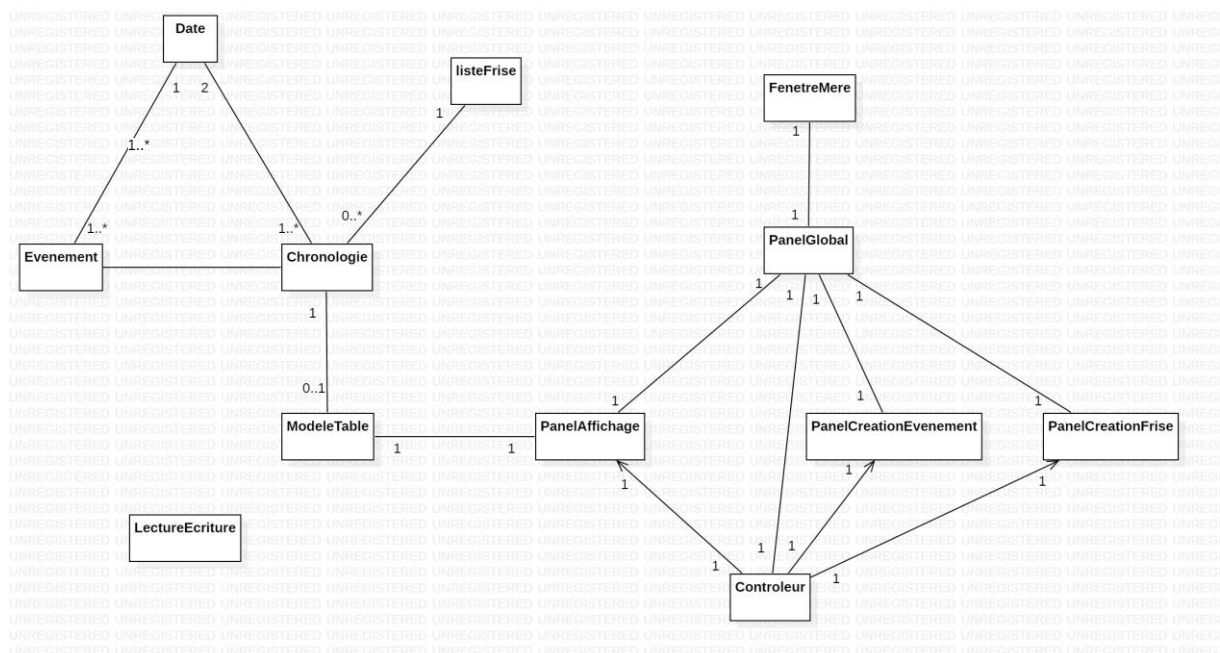 Date
listeFrise
FenetreMere
1
2
1
1
1..*
0..*
1
1..*
1..*
PanelGlobal
Evenement
Chronologie
1
1
1
1
1
0..1
1
1
1
ModeleTable
PanelAffichage
PanelCreationEvenement
PanelCreationFrise
1
1
1
1
1
LectureEcriture
1
1
1
1
Controleur